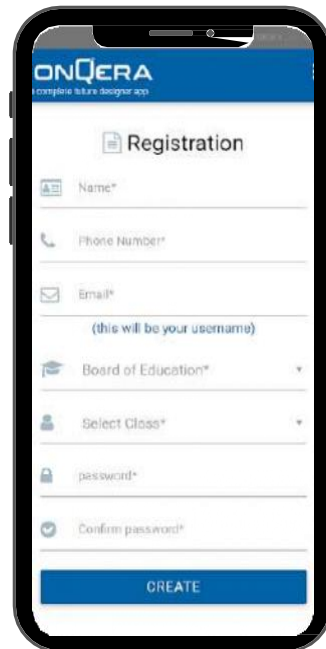 ONQERA
complete future designer app
Registration
Name*
Phone Number*
Email*
(this will be your username)
Board of Education*
Select Class*
password*
Confirm password*
CREATE